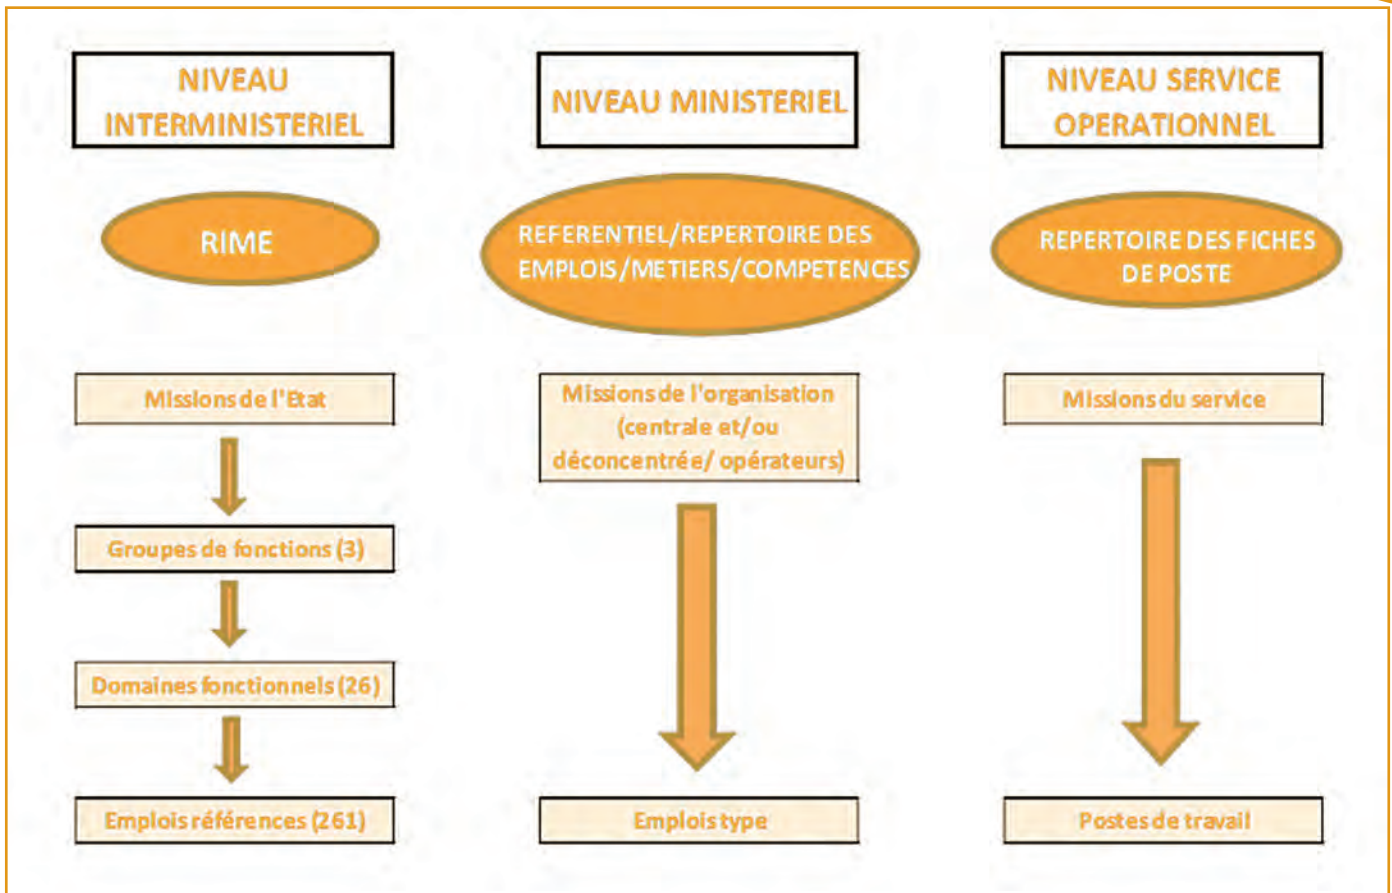 NIVEAU
INTERMINISTERIEL
RIME
Missions de l'Etat
Groupes de fonctions (3)
Domaines fonctionnels (26)
Emplois références (261)
NIVEAU MINISTERIEL
REFERENTIEL/REPERTOIRE DES
EMPLOIS/METIERS/COMPETENCES
Missions de l'organisation
(centrale et/ou
déconcentrée/ opérateurs)
Emplois type
NIVEAU SERVICE
OPERATIONNEL
REPERTOIRE DES FICHES
DE POSTE
Missions du service
Postes de travail